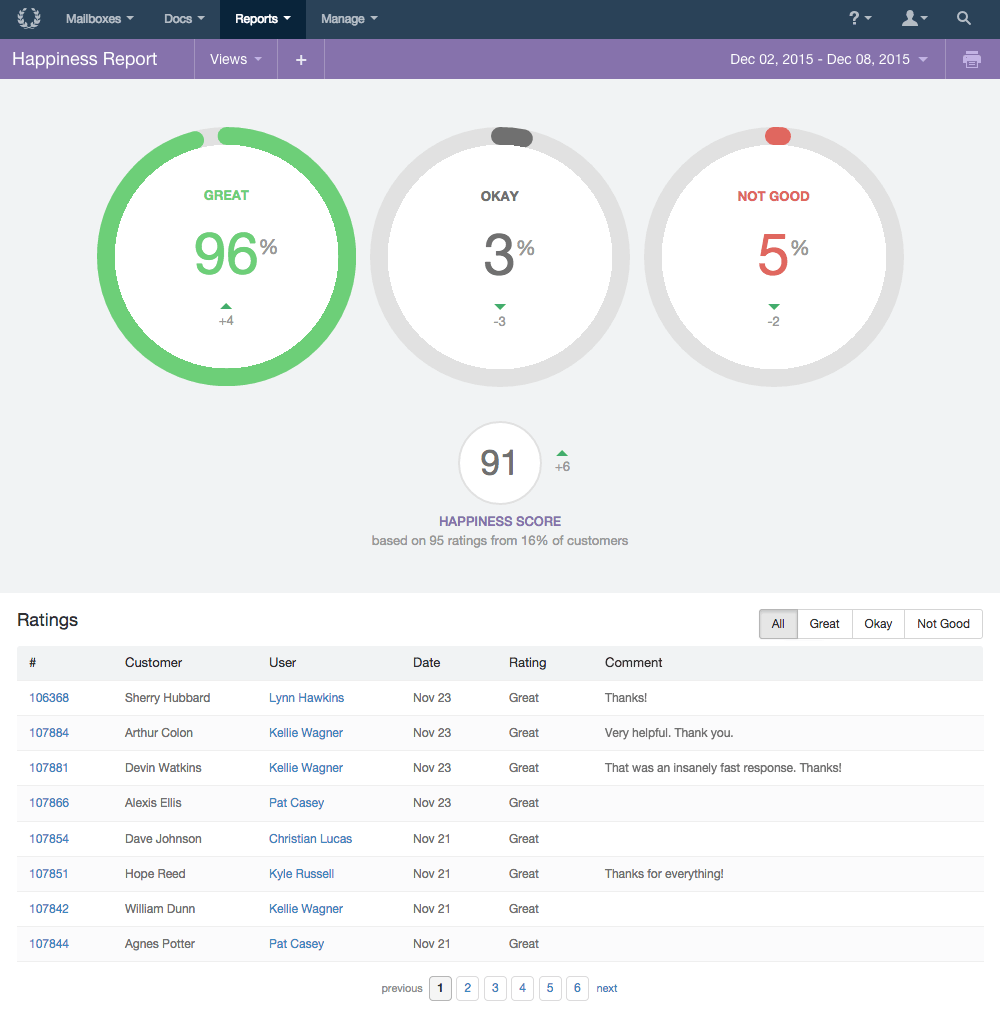 Mailboxes Docs Reports Manage ?
Happiness Report Views + Dec 02, 2015 - Dec 08, 2015
GREAT OKAY NOT GOOD
96% 3% 5%
+4 -3 -2
91 +6
HAPPINESS SCORE
based on 95 ratings from 16% of customers
Ratings All Great Okay Not Good
# Customer User Date Rating Comment
106368 Sherry Hubbard Lynn Hawkins Nov 23 Great Thanks!
107884 Arthur Colon Kellie Wagner Nov 23 Great Very helpful. Thank you.
107881 Devin Watkins Kellie Wagner Nov 23 Great That was an insanely fast response. Thanks!
107866 Alexis Ellis Pat Casey Nov 23 Great
107854 Dave Johnson Christian Lucas Nov 21 Great
107851 Hope Reed Kyle Russell Nov 21 Great Thanks for everything!
107842 William Dunn Kellie Wagner Nov 21 Great
107844 Agnes Potter Pat Casey Nov 21 Great
previous 1 2 3 4 5 6 next